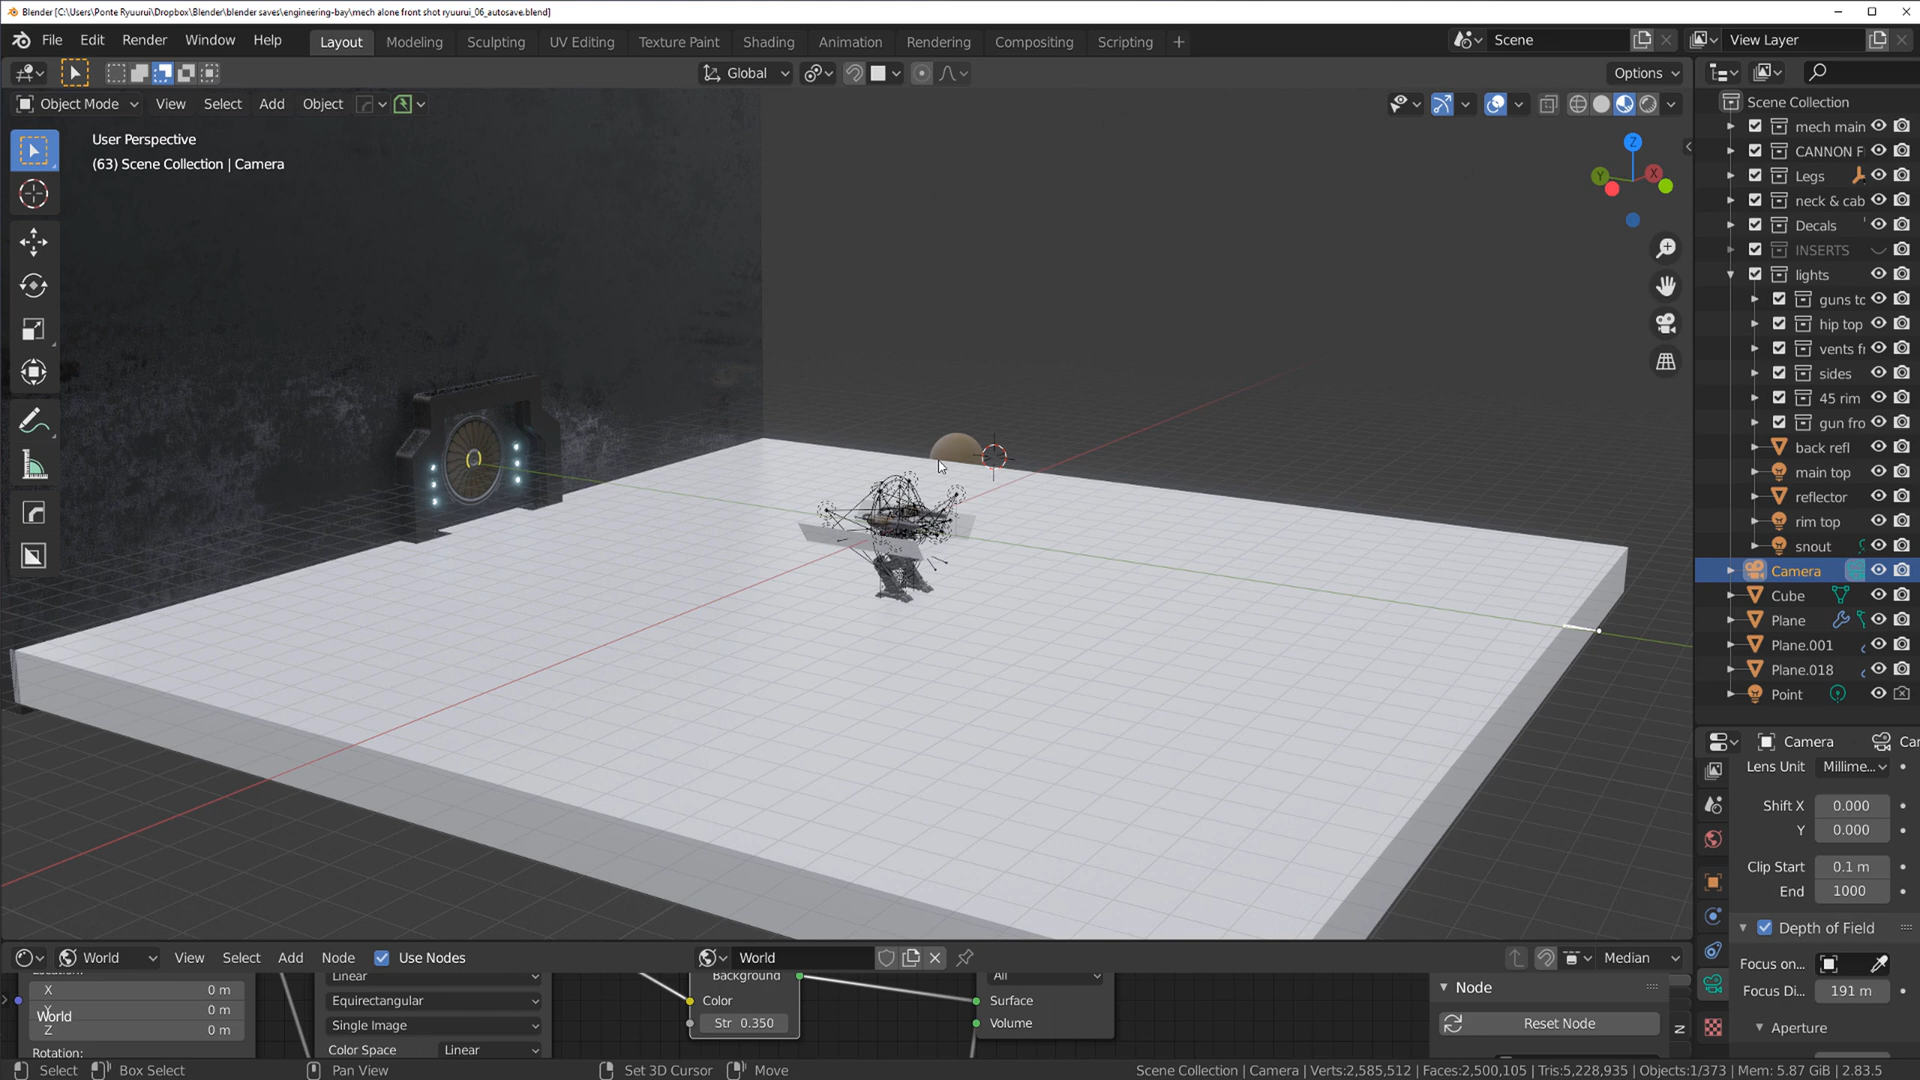 Blender [C:\Users\Ponte Ryuurui\Dropbox\Blender\blender saves\engineering-bay\mech alone front shot ryuurui_06_autosave.blend]
File Edit Render Window Help Layout Modeling Sculpting UV Editing Texture Paint Shading Animation Rendering Compositing Scripting + Scene View Layer
Global Options
Object Mode View Select Add Object
User Perspective
(63) Scene Collection | Camera
Z
Y
X
Scene Collection
mech main
CANNON F
Legs
neck & cab
Decals
INSERTS
lights
guns to
hip top
vents fr
sides
45 rim
gun fro
back refl
main top
reflector
rim top
snout
Camera
Cube
Plane
Plane.001
Plane.018
Point
Camera Car
Lens Unit Millime...
Shift X 0.000
Y 0.000
Clip Start 0.1 m
End 1000
Depth of Field
Focus on...
Focus Di... 191 m
Aperture
World View Select Add Node Use Nodes World Median
X 0 m
Y 0 m
Z 0 m
World
Rotation:
Linear
Equirectangular
Single Image
Color Space Linear
Background
Color
Str 0.350
All
Surface
Volume
Node
Reset Node
N
Select Box Select Pan View Set 3D Cursor Move Scene Collection | Camera | Verts:2,585,512 | Faces:2,500,105 | Tris:5,228,935 | Objects:1/373 | Mem: 5.87 GiB | 2.83.5